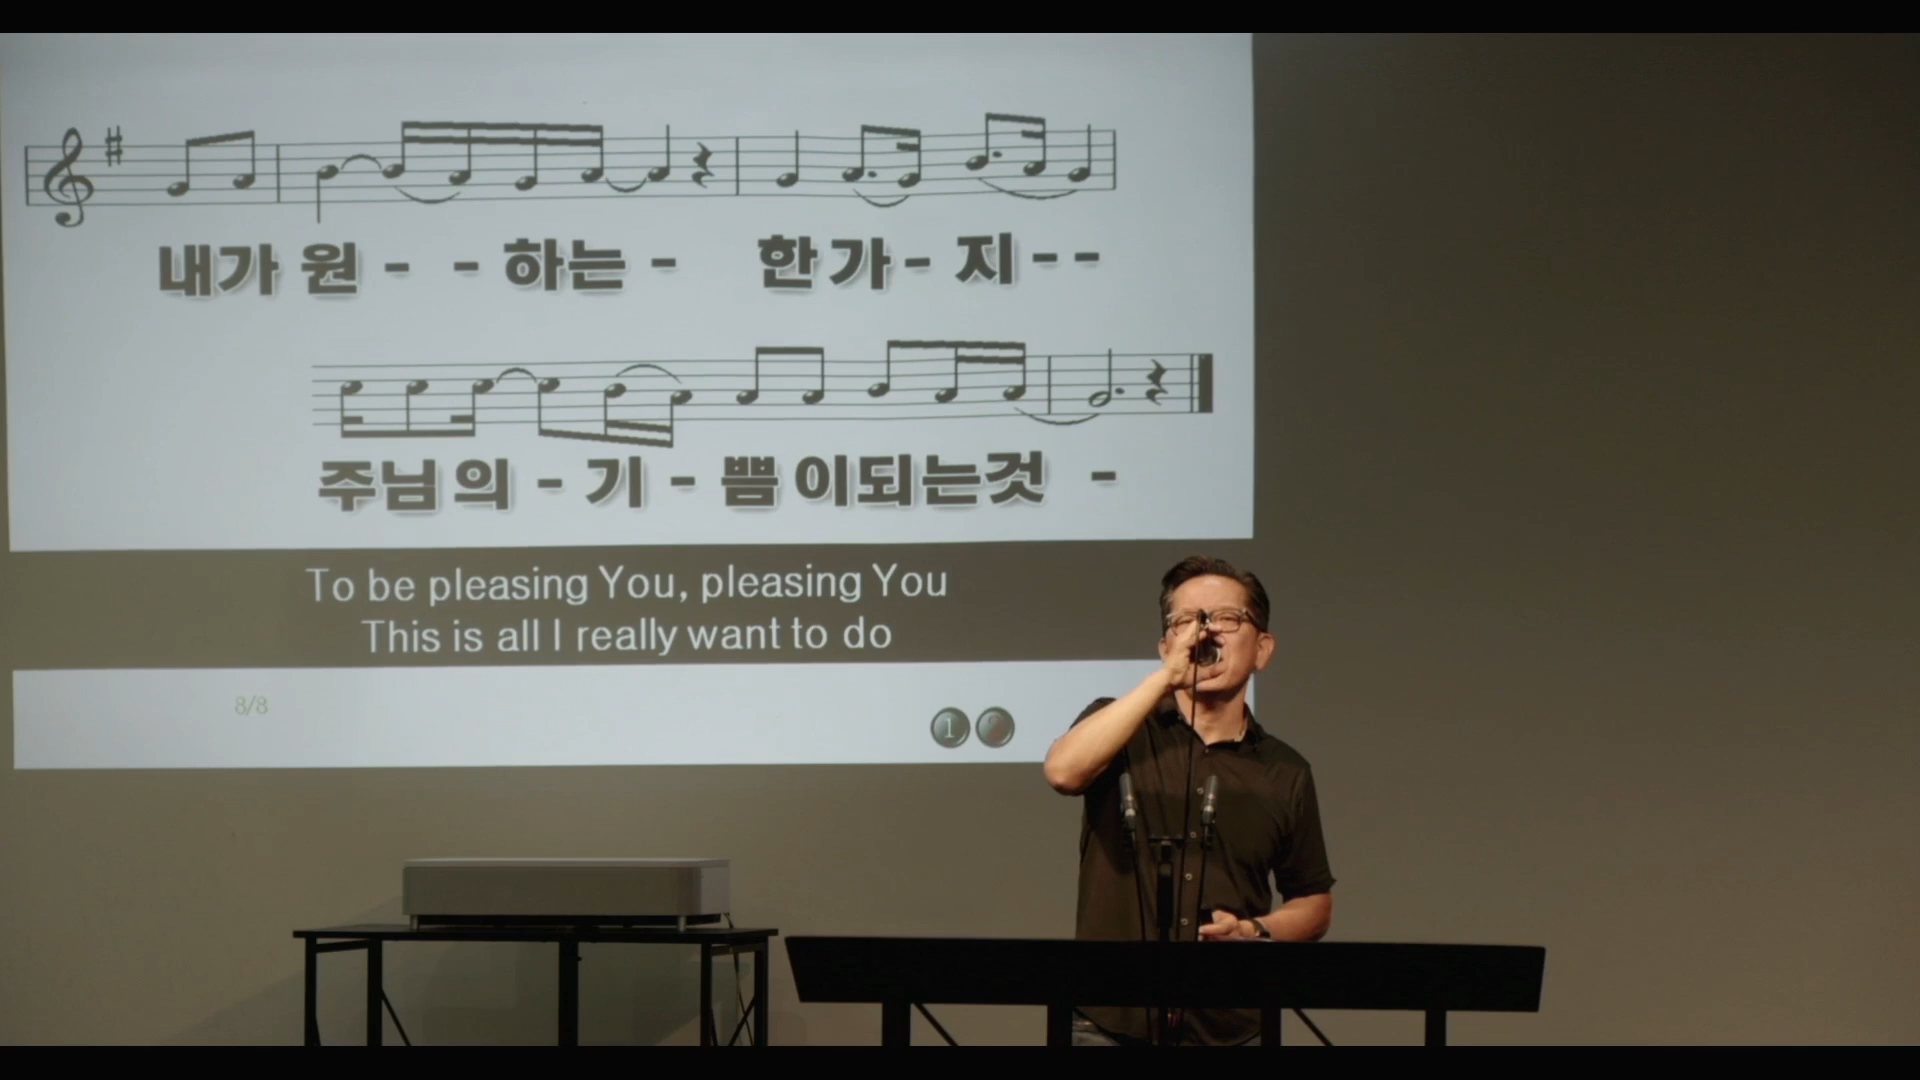 내가 원 - - 하는 - 한 가 - 지 - -
주님의 - 기 - 쁨 이되는것 -
To be pleasing You, pleasing You
This is all I really want to do
8/8
1 2